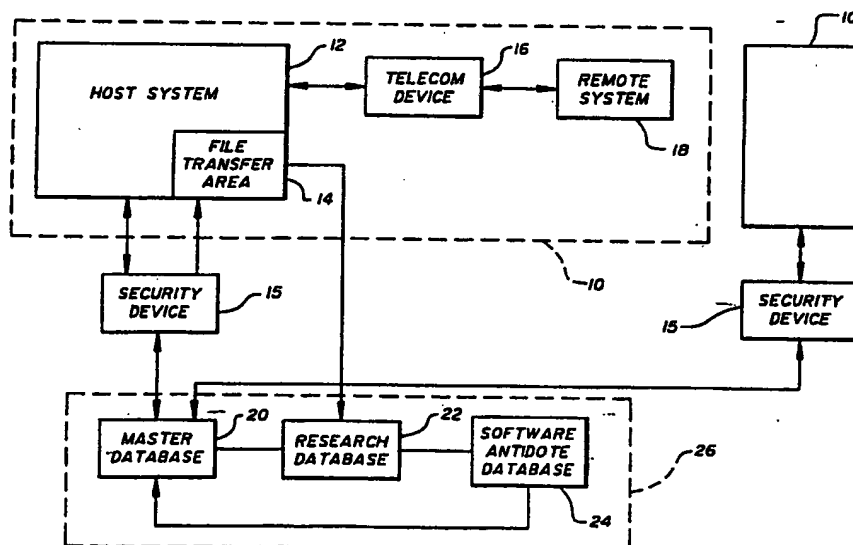 12
HOST SYSTEM
FILE
TRANSFER
AREA
14
TELECOM
DEVICE
16
REMOTE
SYSTEM
18
10
10
SECURITY
DEVICE
15
SECURITY
DEVICE
15
MASTER
DATABASE
20
RESEARCH
DATABASE
22
SOFTWARE
ANTIDOTE
DATABASE
24
26